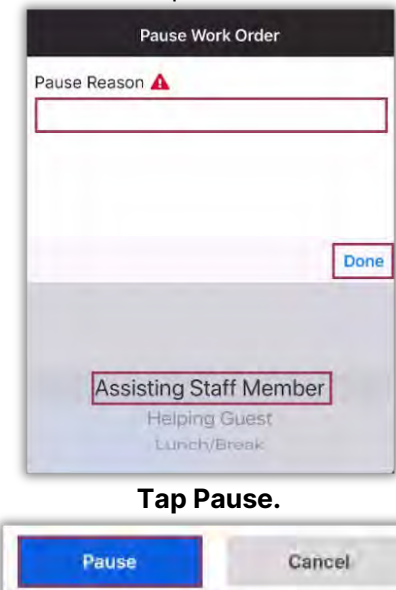 Pause Work Order
Pause Reason
Done
Assisting Staff Member
Helping Guest
Lunch/Break
Tap Pause.
Pause Cancel